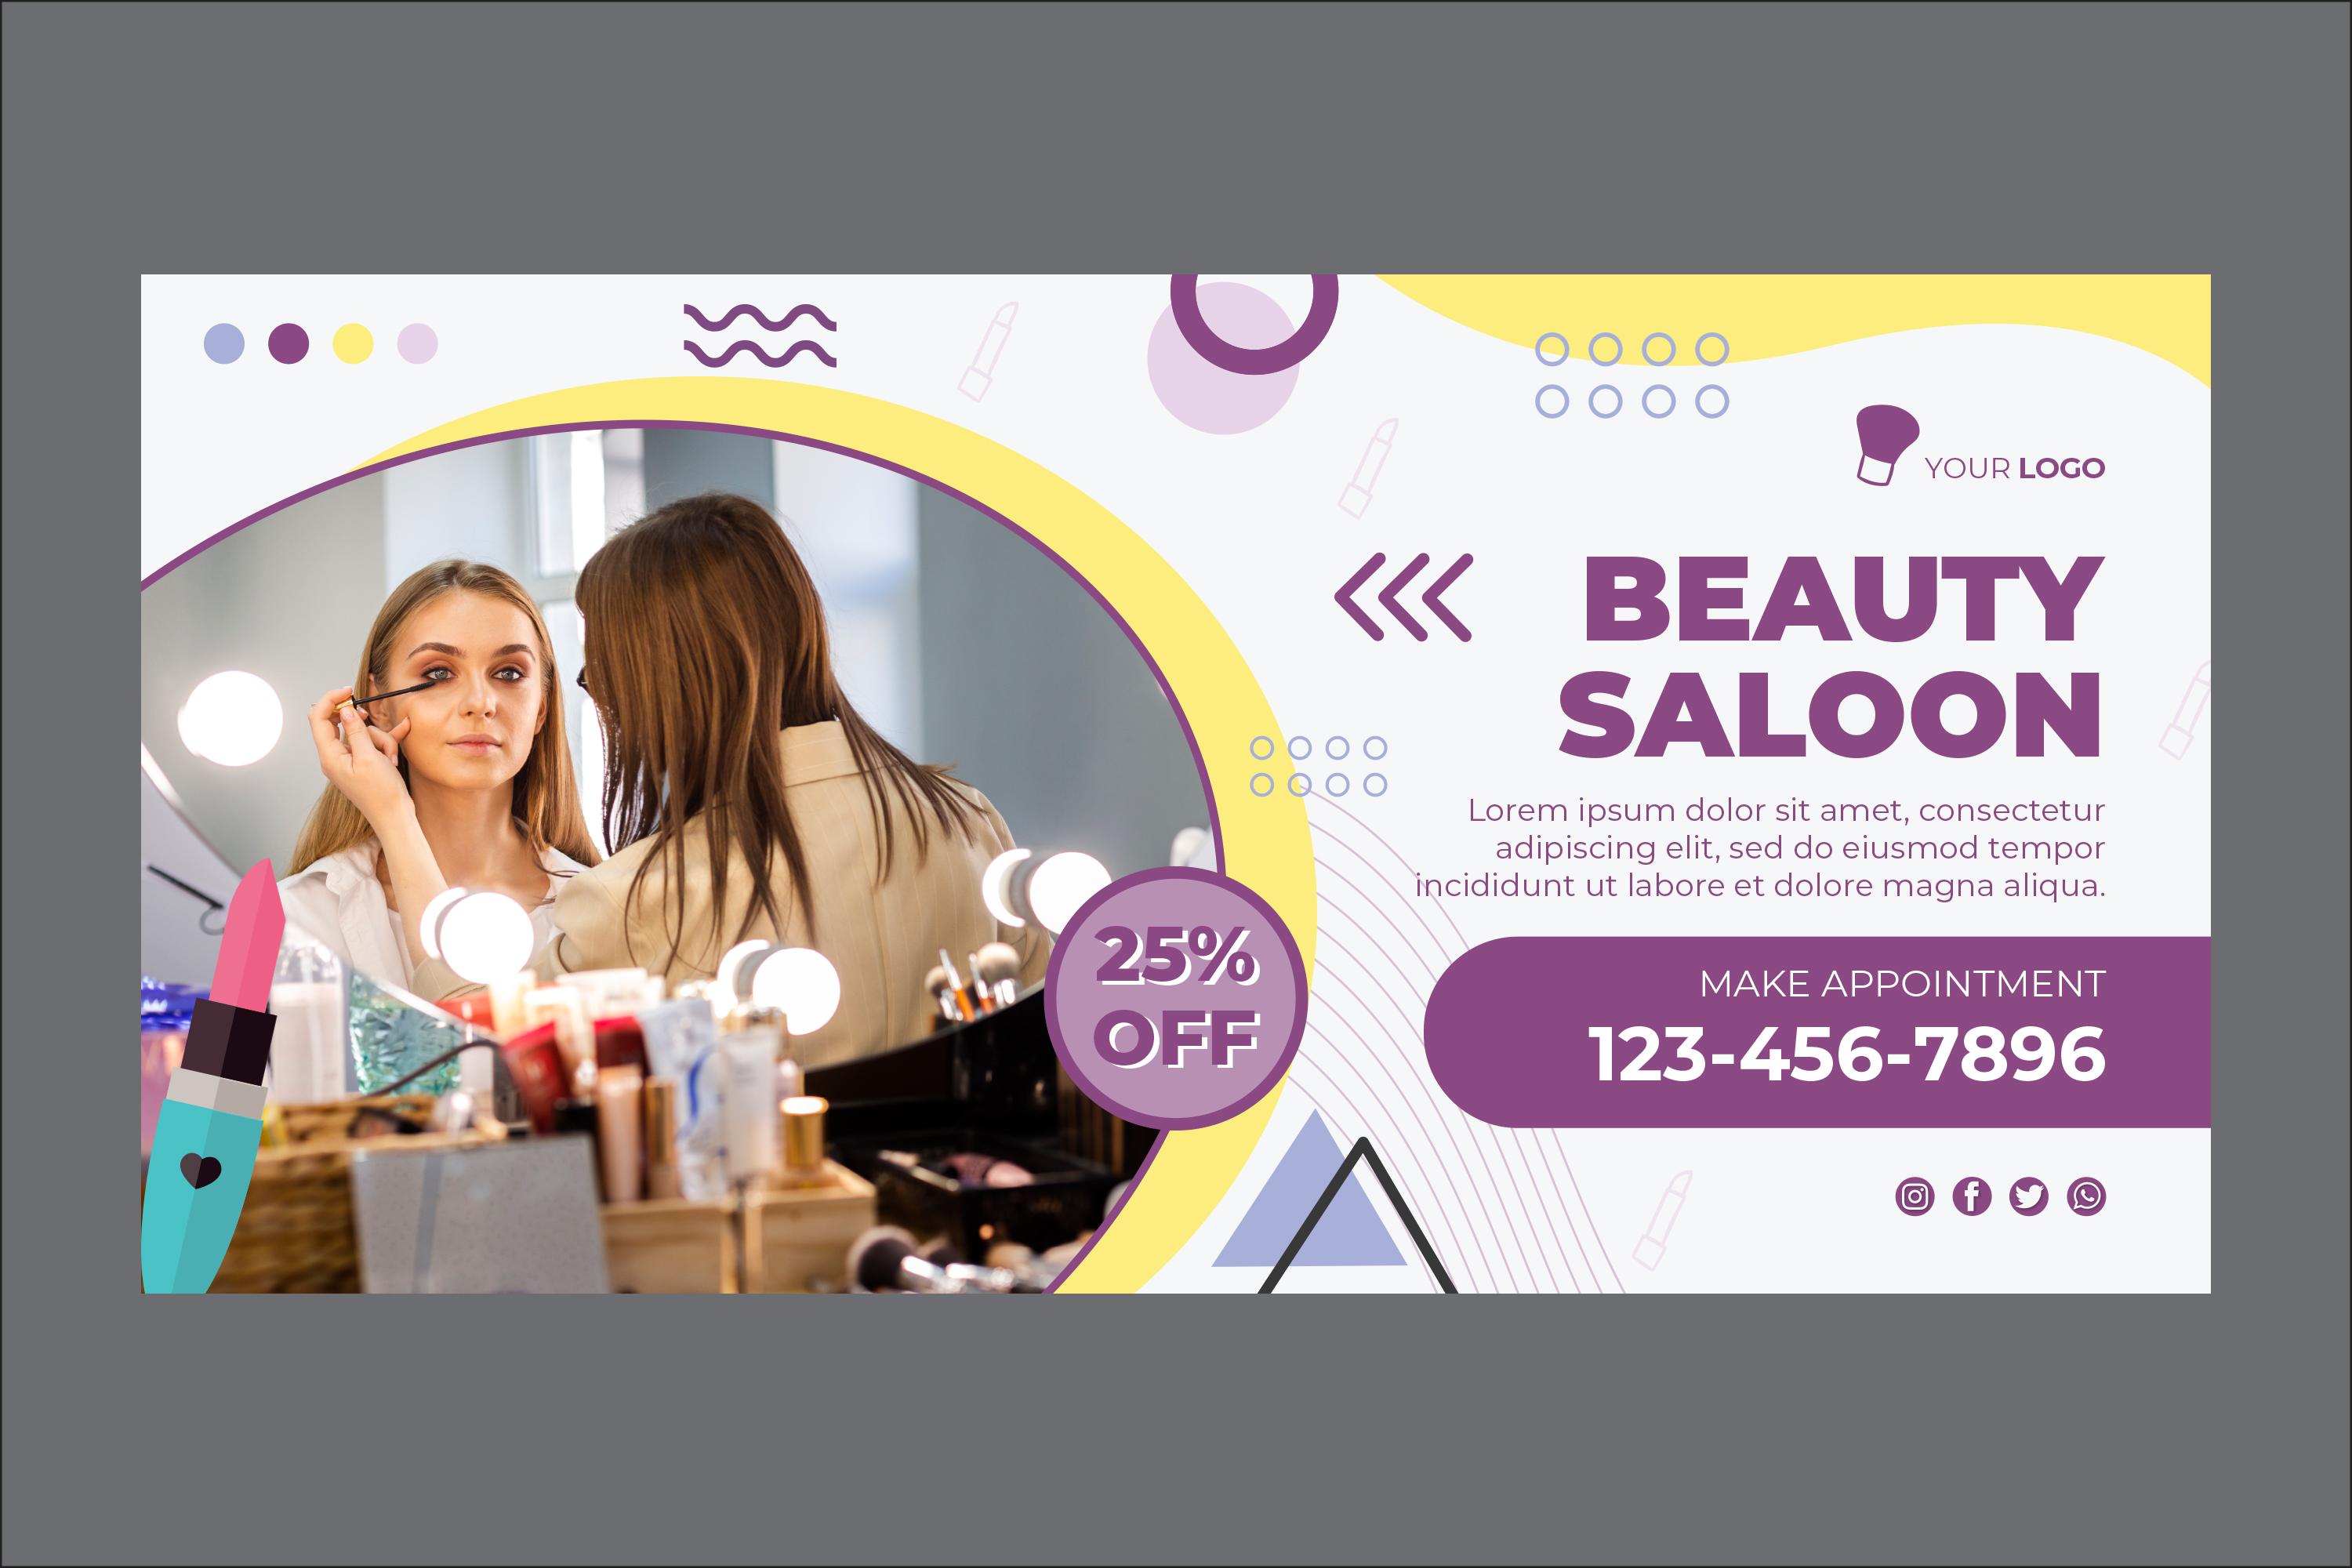 YOUR LOGO
BEAUTY
SALOON
Lorem ipsum dolor sit amet, consectetur
adipiscing elit, sed do eiusmod tempor
incididunt ut labore et dolore magna aliqua.
25%
OFF
MAKE APPOINTMENT
123-456-7896